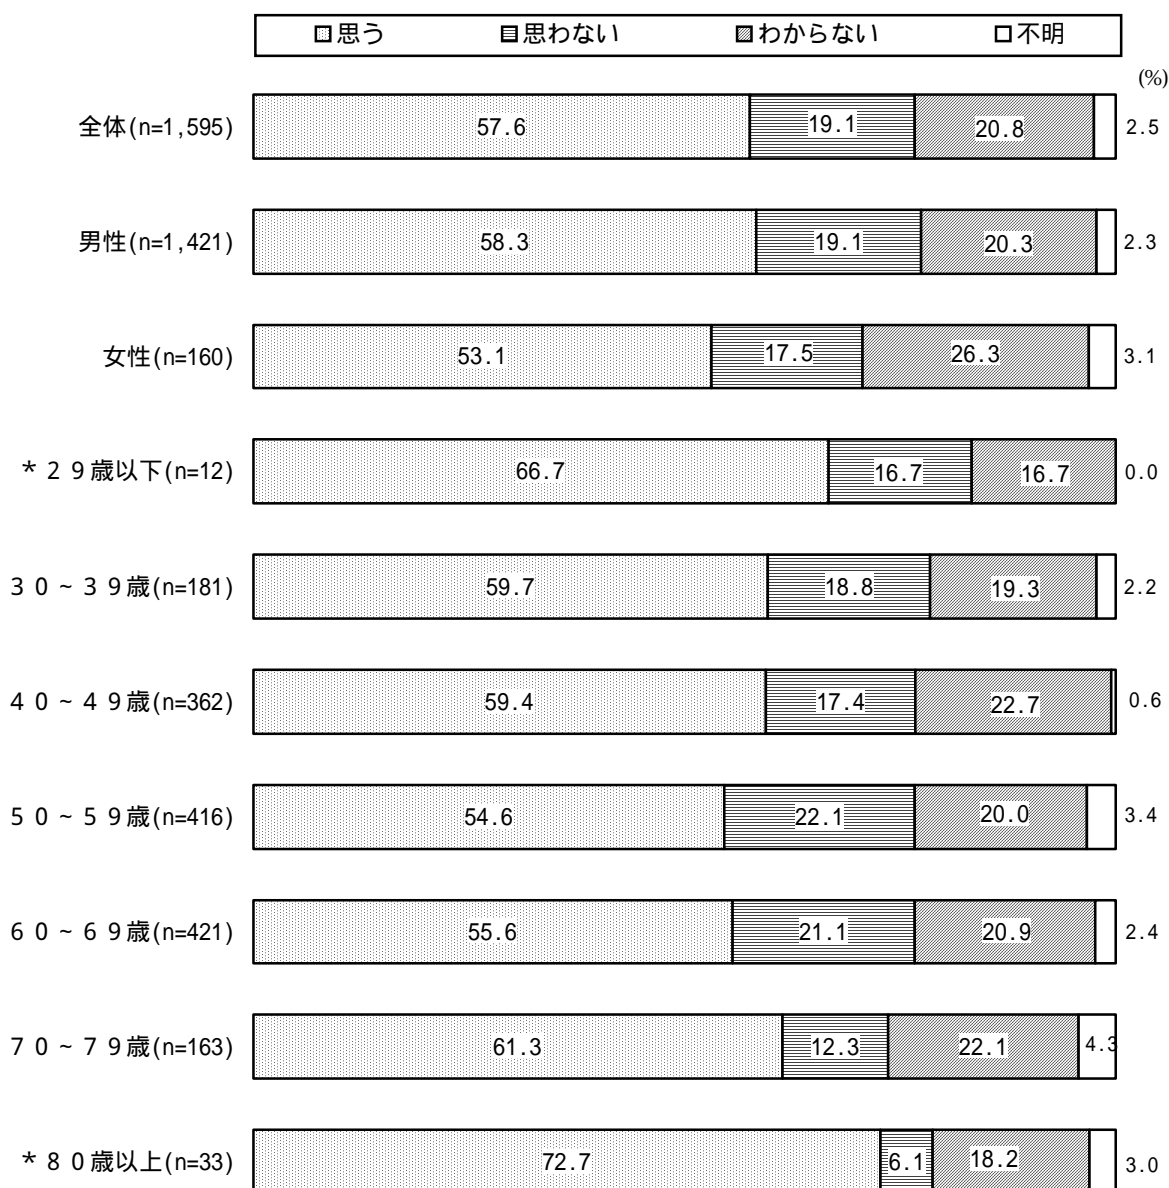 思う 思わない わからない 不明
(%)
全体(n=1,595) 57.6 19.1 20.8 2.5
男性(n=1,421) 58.3 19.1 20.3 2.3
女性(n=160) 53.1 17.5 26.3 3.1
*２９歳以下(n=12) 66.7 16.7 16.7 0.0
３０～３９歳(n=181) 59.7 18.8 19.3 2.2
４０～４９歳(n=362) 59.4 17.4 22.7 0.6
５０～５９歳(n=416) 54.6 22.1 20.0 3.4
６０～６９歳(n=421) 55.6 21.1 20.9 2.4
７０～７９歳(n=163) 61.3 12.3 22.1 4.3
*８０歳以上(n=33) 72.7 6.1 18.2 3.0